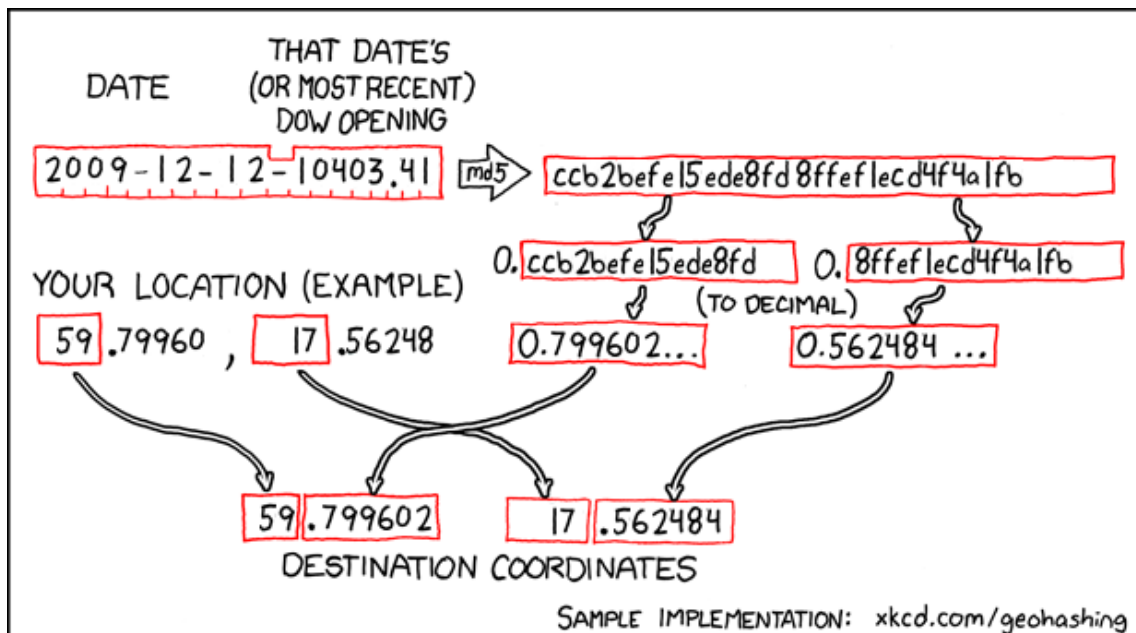 DATE
THAT DATE'S
(OR MOST RECENT)
DOW OPENING
2009-12-12-10403.41
md5
ccb2befe15ede8fd8ffef1ecd4f4a1fb
0.ccb2befe15ede8fd
0.8ffef1ecd4f4a1fb
YOUR LOCATION (EXAMPLE)
(TO DECIMAL)
59.79960, 17.56248
0.799602...
0.562484 ...
59.799602
17.562484
DESTINATION COORDINATES
SAMPLE IMPLEMENTATION: xkcd.com/geohashing